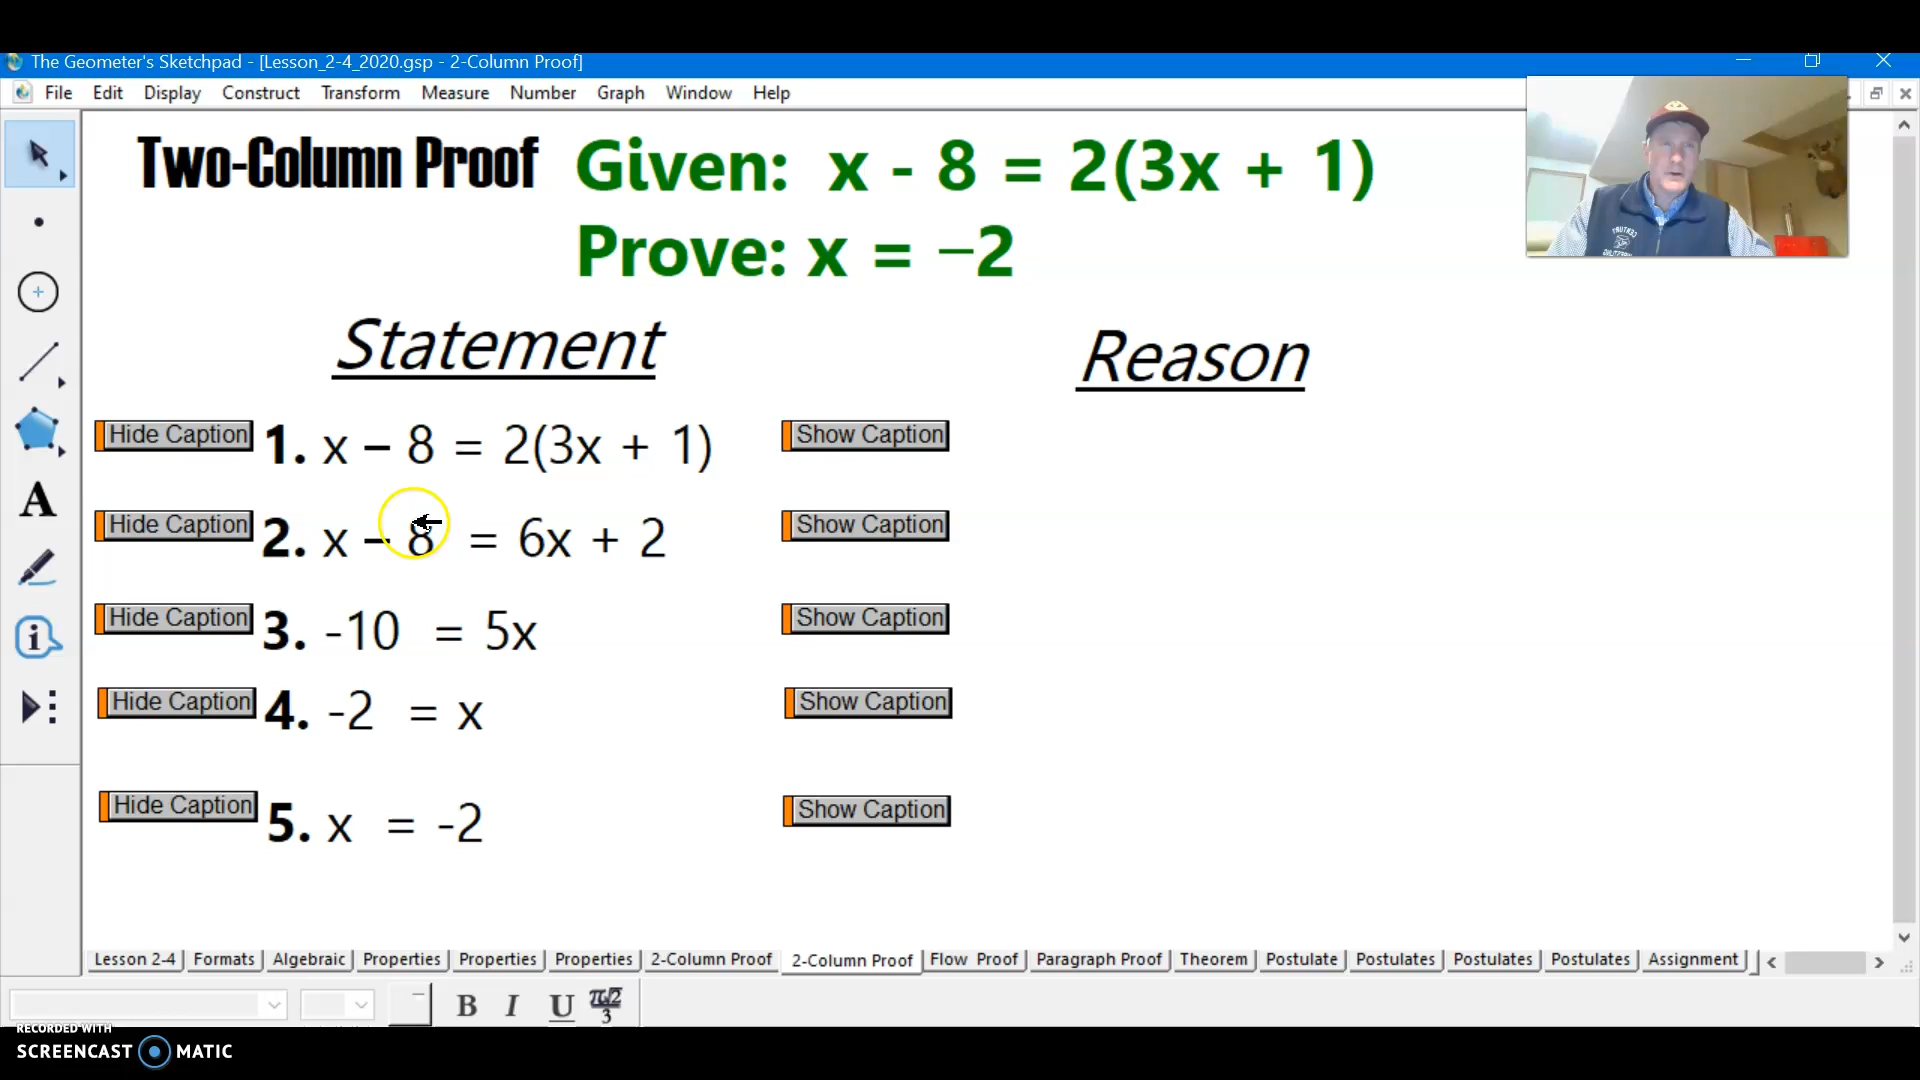 The Geometer's Sketchpad - [Lesson_2-4_2020.gsp - 2-Column Proof]
File Edit Display Construct Transform Measure Number Graph Window Help
Two-Column Proof
Given: x - 8 = 2(3x + 1)
Prove: x = −2
Statement
Reason
Hide Caption 1. x – 8 = 2(3x + 1) Show Caption
Hide Caption 2. x – 8 = 6x + 2 Show Caption
Hide Caption 3. -10 = 5x Show Caption
Hide Caption 4. -2 = x Show Caption
Hide Caption 5. x = -2 Show Caption
Lesson 2-4 Formats Algebraic Properties Properties Properties 2-Column Proof 2-Column Proof Flow Proof Paragraph Proof Theorem Postulate Postulates Postulates Postulates Assignment
A
i
B I U π√2/3
RECORDED WITH
SCREENCAST MATIC